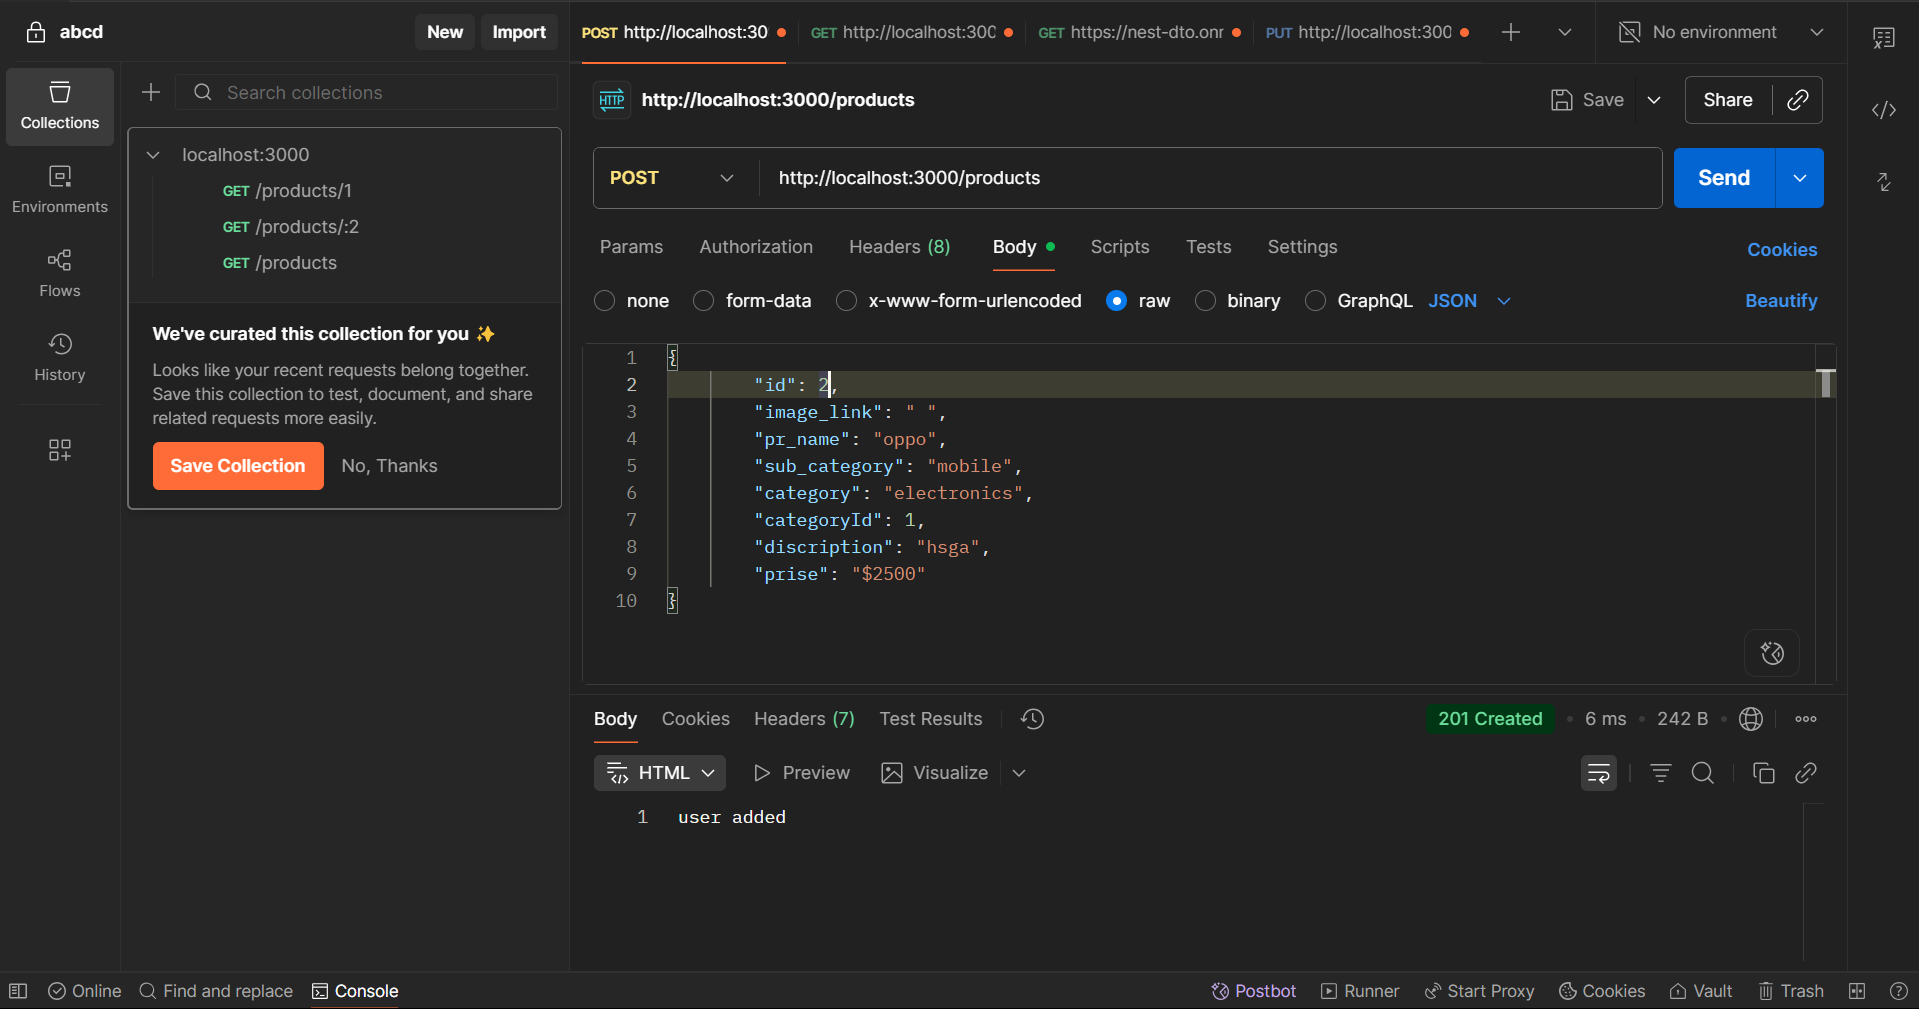 abcd
New
Import
POST http://localhost:30
GET http://localhost:300
GET https://nest-dto.onr
PUT http://localhost:300
No environment
Collections
Environments
Flows
History
Search collections
localhost:3000
GET /products/1
GET /products/:2
GET /products
We've curated this collection for you ✨
Looks like your recent requests belong together.
Save this collection to test, document, and share
related requests more easily.
Save Collection
No, Thanks
HTTP http://localhost:3000/products
Save
Share
POST
http://localhost:3000/products
Send
Params
Authorization
Headers (8)
Body
Scripts
Tests
Settings
Cookies
none
form-data
x-www-form-urlencoded
raw
binary
GraphQL
JSON
Beautify
1 {
2 "id": 2,
3 "image_link": " ",
4 "pr_name": "oppo",
5 "sub_category": "mobile",
6 "category": "electronics",
7 "categoryId": 1,
8 "discription": "hsga",
9 "prise": "$2500"
10 }
Body
Cookies
Headers (7)
Test Results
201 Created
6 ms
242 B
HTML
Preview
Visualize
1 user added
Online
Find and replace
Console
Postbot
Runner
Start Proxy
Cookies
Vault
Trash